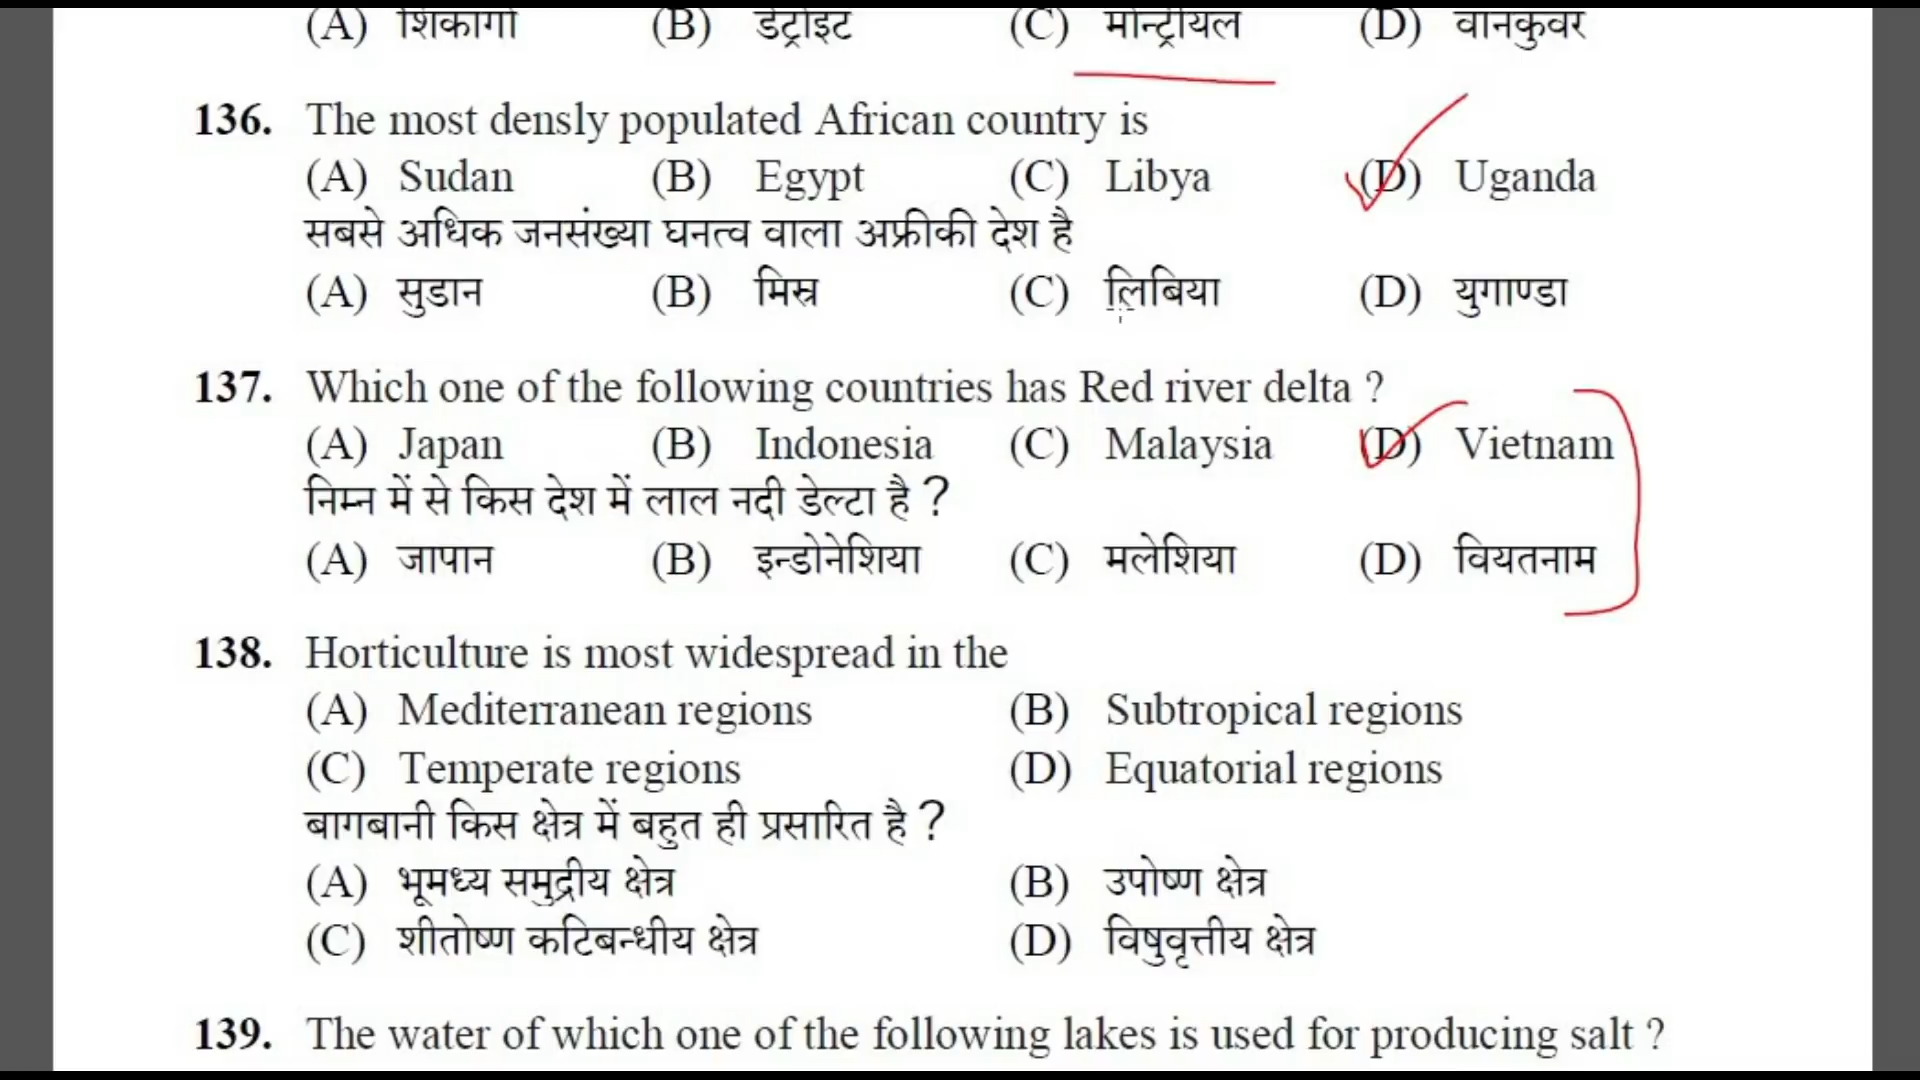 (A) शिकागो (B) डेट्रोइट (C) मोन्ट्रीयल (D) वानकुवर
136. The most densly populated African country is
(A) Sudan (B) Egypt (C) Libya (D) Uganda
सबसे अधिक जनसंख्या घनत्व वाला अफ्रीकी देश है
(A) सुडान (B) मिस्र (C) लिबिया (D) युगाण्डा
137. Which one of the following countries has Red river delta ?
(A) Japan (B) Indonesia (C) Malaysia (D) Vietnam
निम्न में से किस देश में लाल नदी डेल्टा है ?
(A) जापान (B) इन्डोनेशिया (C) मलेशिया (D) वियतनाम
138. Horticulture is most widespread in the
(A) Mediterranean regions (B) Subtropical regions
(C) Temperate regions (D) Equatorial regions
बागबानी किस क्षेत्र में बहुत ही प्रसारित है ?
(A) भूमध्य समुद्रीय क्षेत्र (B) उपोष्ण क्षेत्र
(C) शीतोष्ण कटिबन्धीय क्षेत्र (D) विषुवृत्तीय क्षेत्र
139. The water of which one of the following lakes is used for producing salt ?